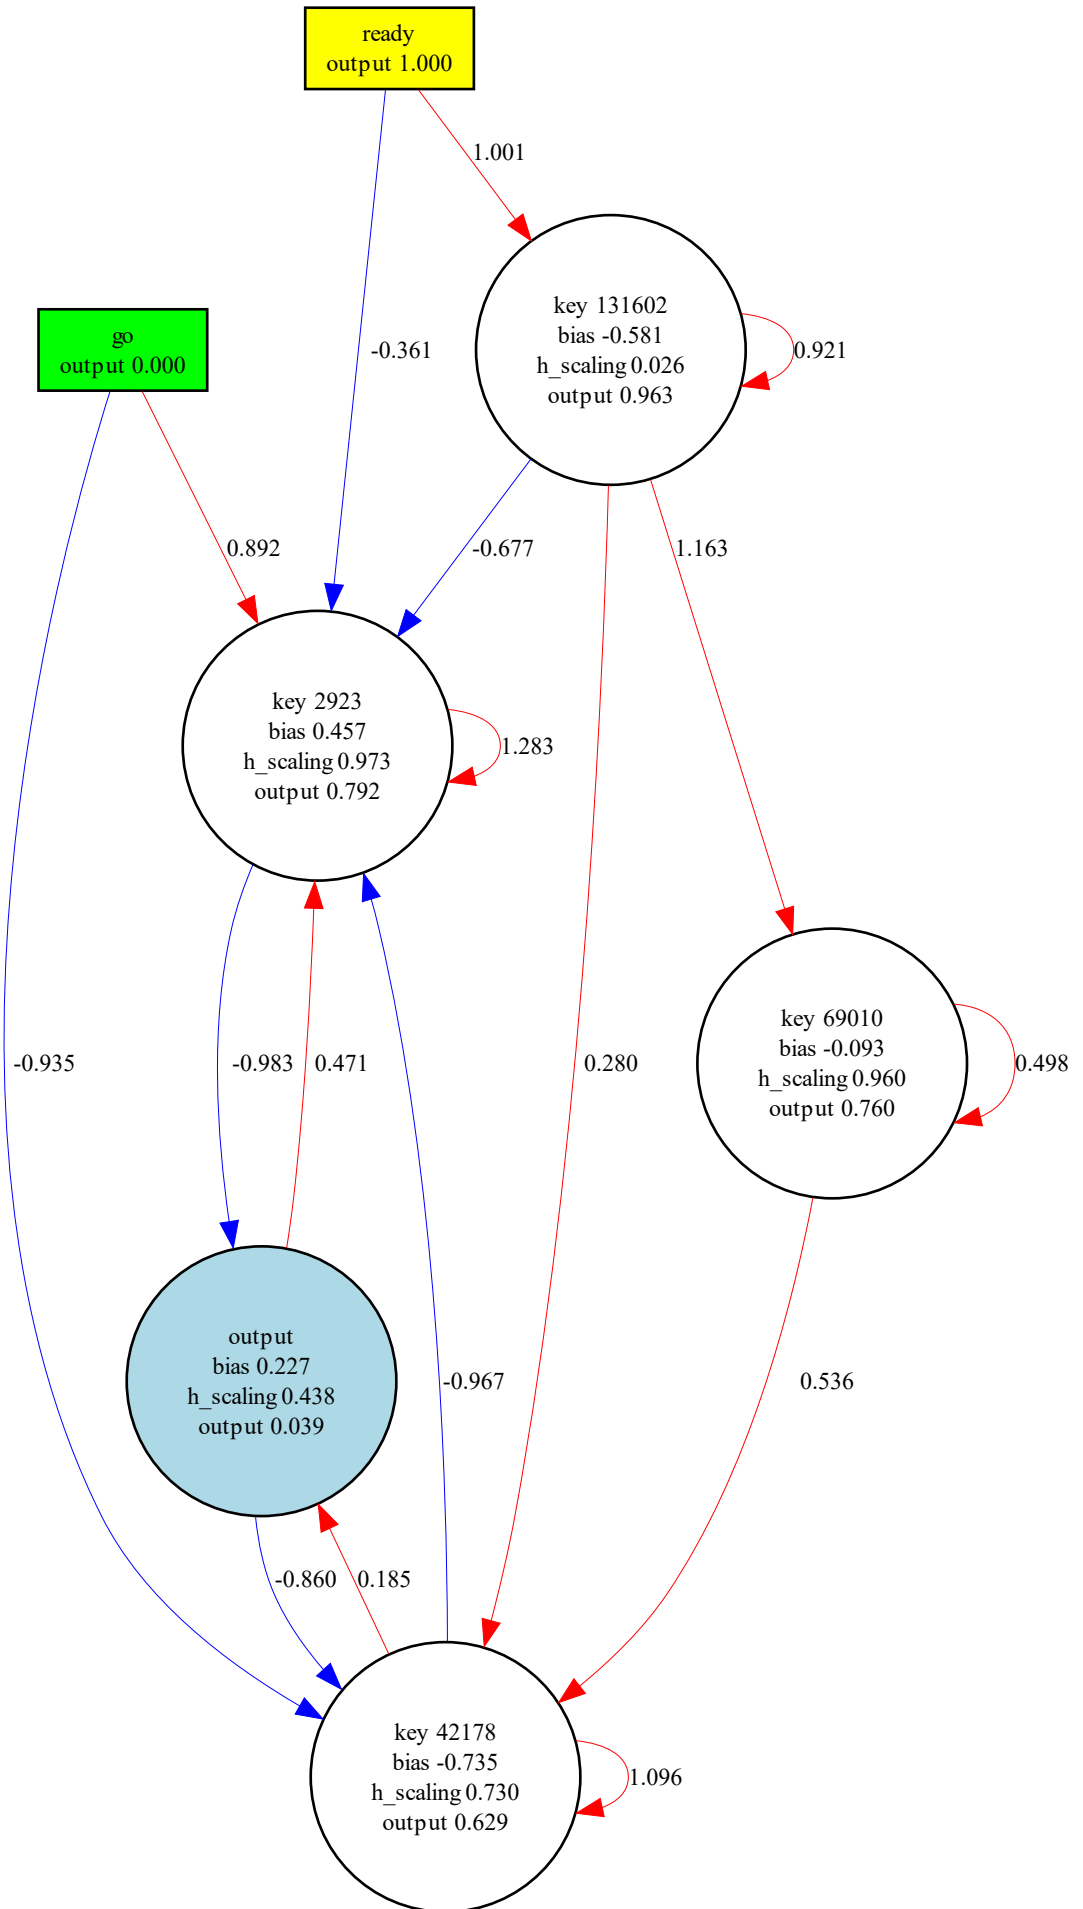 ready
output 1.000
1.001
key 131602
bias -0.581
h_scaling 0.026
output 0.963
0.921
go
output 0.000
-0.361
0.892
-0.677
1.163
key 2923
bias 0.457
h_scaling 0.973
output 0.792
1.283
key 69010
bias -0.093
h_scaling 0.960
output 0.760
0.498
-0.935
-0.983
0.471
0.280
output
bias 0.227
h_scaling 0.438
output 0.039
-0.967
0.536
-0.860
0.185
key 42178
bias -0.735
h_scaling 0.730
output 0.629
1.096